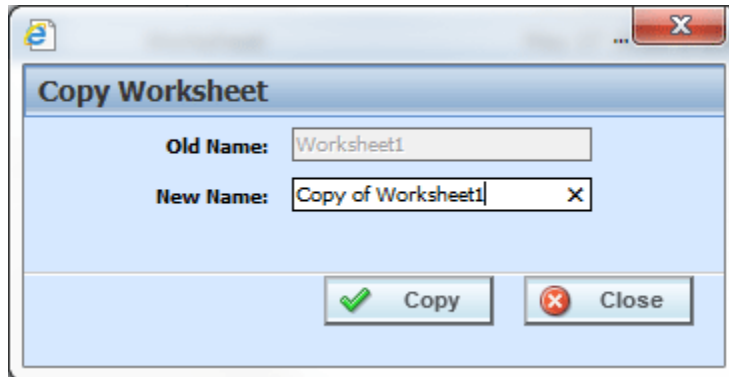 ...
Copy Worksheet
Old Name: Worksheet1
New Name: Copy of Worksheet1
Copy Close